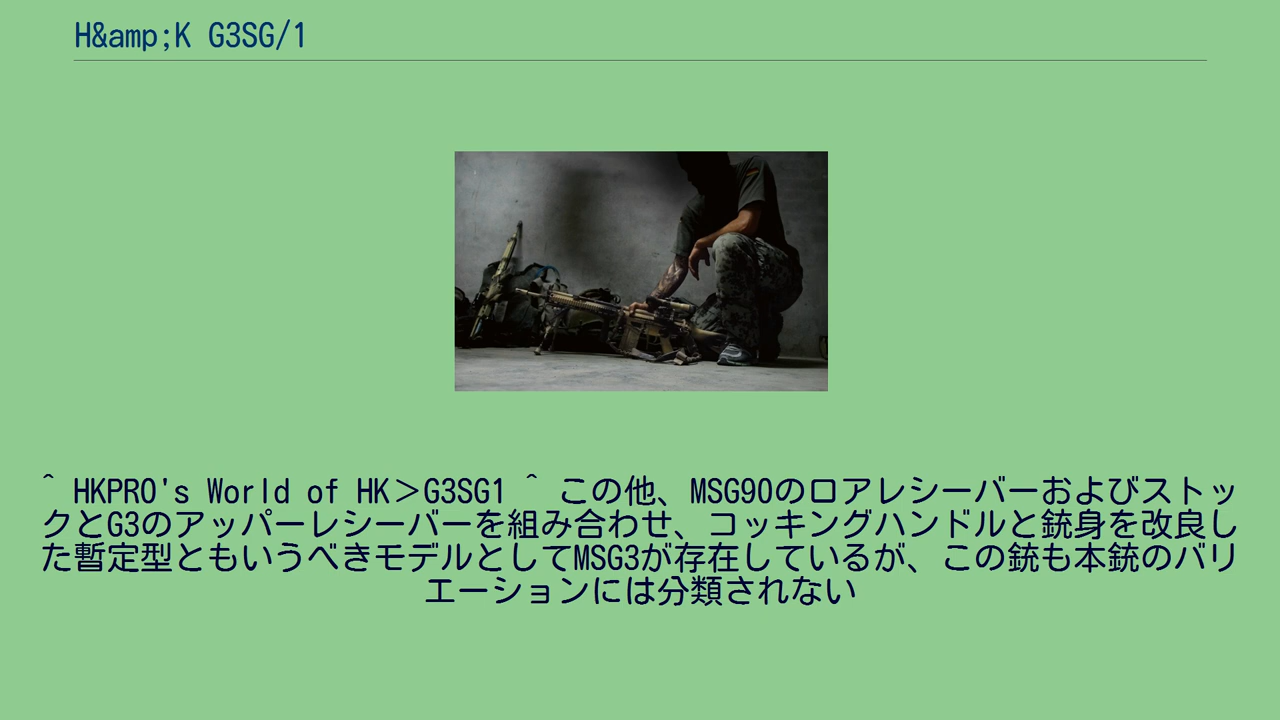 H&amp;K G3SG/1
^ HKPRO's World of HK＞G3SG1 ^ この他、MSG90のロアレシーバーおよびストッ
クとG3のアッパーレシーバーを組み合わせ、コッキングハンドルと銃身を改良し
た暫定型ともいうべきモデルとしてMSG3が存在しているが、この銃も本銃のバリ
エーションには分類されない